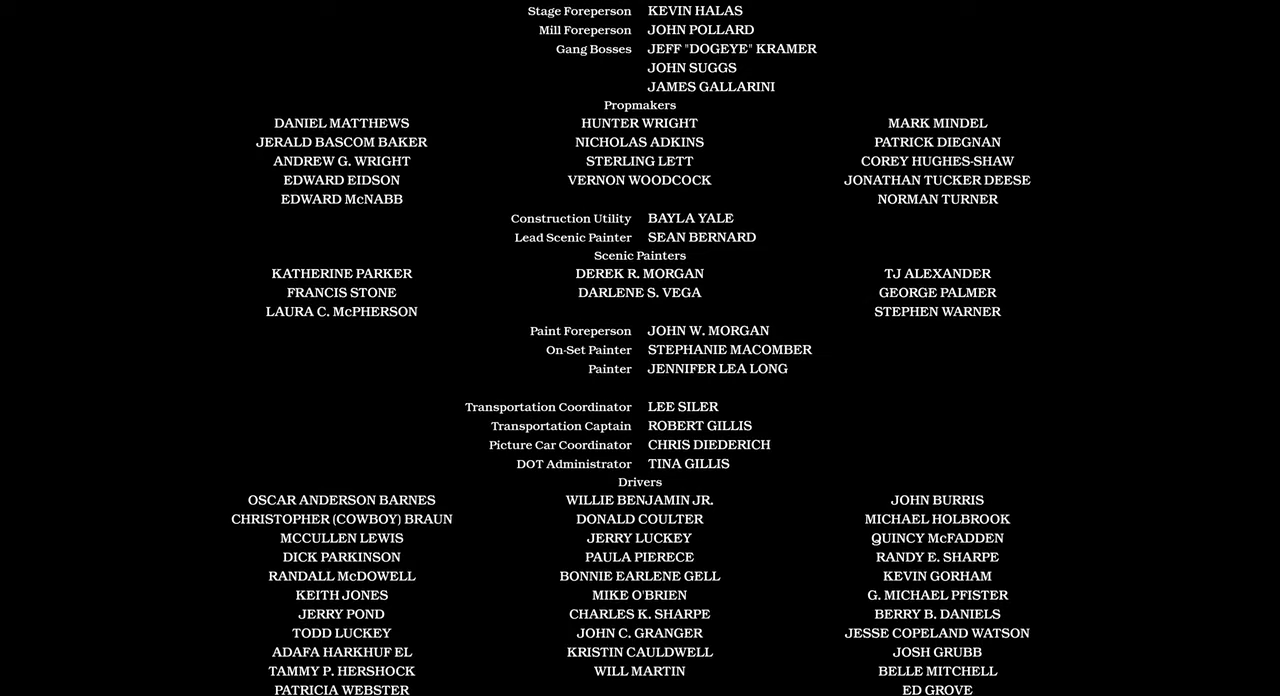 Stage Foreperson KEVIN HALAS
Mill Foreperson JOHN POLLARD
Gang Bosses JEFF "DOGEYE" KRAMER
JOHN SUGGS
JAMES GALLARINI
Propmakers
DANIEL MATTHEWS HUNTER WRIGHT MARK MINDEL
JERALD BASCOM BAKER NICHOLAS ADKINS PATRICK DIEGNAN
ANDREW G. WRIGHT STERLING LETT COREY HUGHES-SHAW
EDWARD EIDSON VERNON WOODCOCK JONATHAN TUCKER DEESE
EDWARD McNABB NORMAN TURNER
Construction Utility BAYLA YALE
Lead Scenic Painter SEAN BERNARD
Scenic Painters
KATHERINE PARKER DEREK R. MORGAN TJ ALEXANDER
FRANCIS STONE DARLENE S. VEGA GEORGE PALMER
LAURA C. McPHERSON STEPHEN WARNER
Paint Foreperson JOHN W. MORGAN
On-Set Painter STEPHANIE MACOMBER
Painter JENNIFER LEA LONG
Transportation Coordinator LEE SILER
Transportation Captain ROBERT GILLIS
Picture Car Coordinator CHRIS DIEDERICH
DOT Administrator TINA GILLIS
Drivers
OSCAR ANDERSON BARNES WILLIE BENJAMIN JR. JOHN BURRIS
CHRISTOPHER (COWBOY) BRAUN DONALD COULTER MICHAEL HOLBROOK
MCCULLEN LEWIS JERRY LUCKEY QUINCY McFADDEN
DICK PARKINSON PAULA PIERECE RANDY E. SHARPE
RANDALL McDOWELL BONNIE EARLENE GELL KEVIN GORHAM
KEITH JONES MIKE O'BRIEN G. MICHAEL PFISTER
JERRY POND CHARLES K. SHARPE BERRY B. DANIELS
TODD LUCKEY JOHN C. GRANGER JESSE COPELAND WATSON
ADAFA HARKHUF EL KRISTIN CAULDWELL JOSH GRUBB
TAMMY P. HERSHOCK WILL MARTIN BELLE MITCHELL
PATRICIA WEBSTER ED GROVE